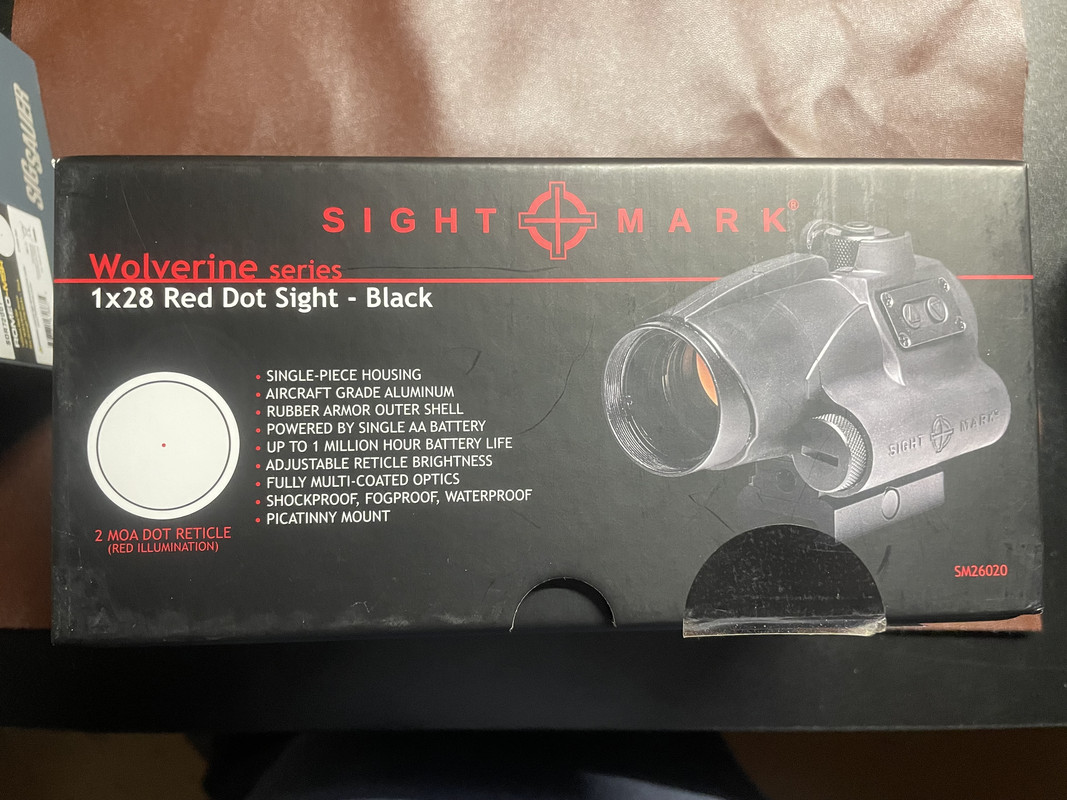 SIG SAUER
SIGHT MARK®
Wolverine series
1x28 Red Dot Sight - Black
• SINGLE-PIECE HOUSING
• AIRCRAFT GRADE ALUMINUM
• RUBBER ARMOR OUTER SHELL
• POWERED BY SINGLE AA BATTERY
• UP TO 1 MILLION HOUR BATTERY LIFE
• ADJUSTABLE RETICLE BRIGHTNESS
• FULLY MULTI-COATED OPTICS
• SHOCKPROOF, FOGPROOF, WATERPROOF
• PICATINNY MOUNT
2 MOA DOT RETICLE
(RED ILLUMINATION)
SIGHT MARK
SM26020